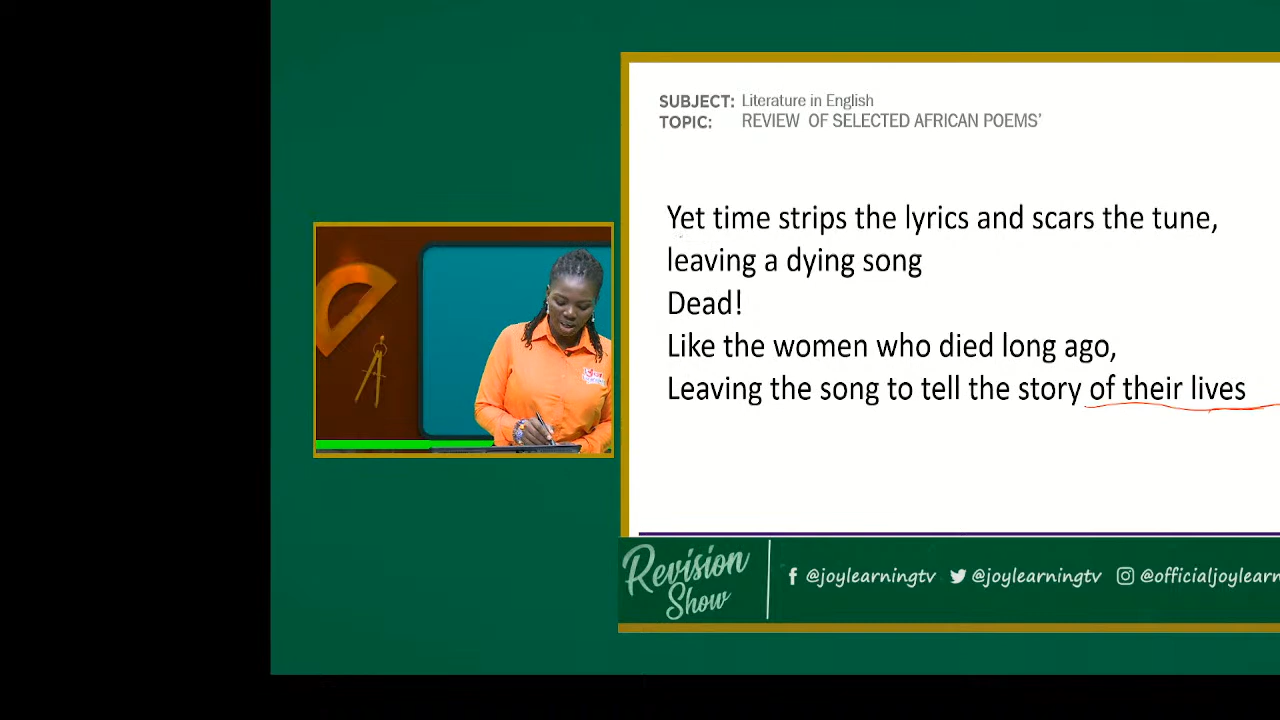 SUBJECT: Literature in English
TOPIC: REVIEW OF SELECTED AFRICAN POEMS'
Yet time strips the lyrics and scars the tune,
leaving a dying song
Dead!
Like the women who died long ago,
Leaving the song to tell the story of their lives
Revision
Show
@joylearningtv @joylearningtv @officialjoylearn